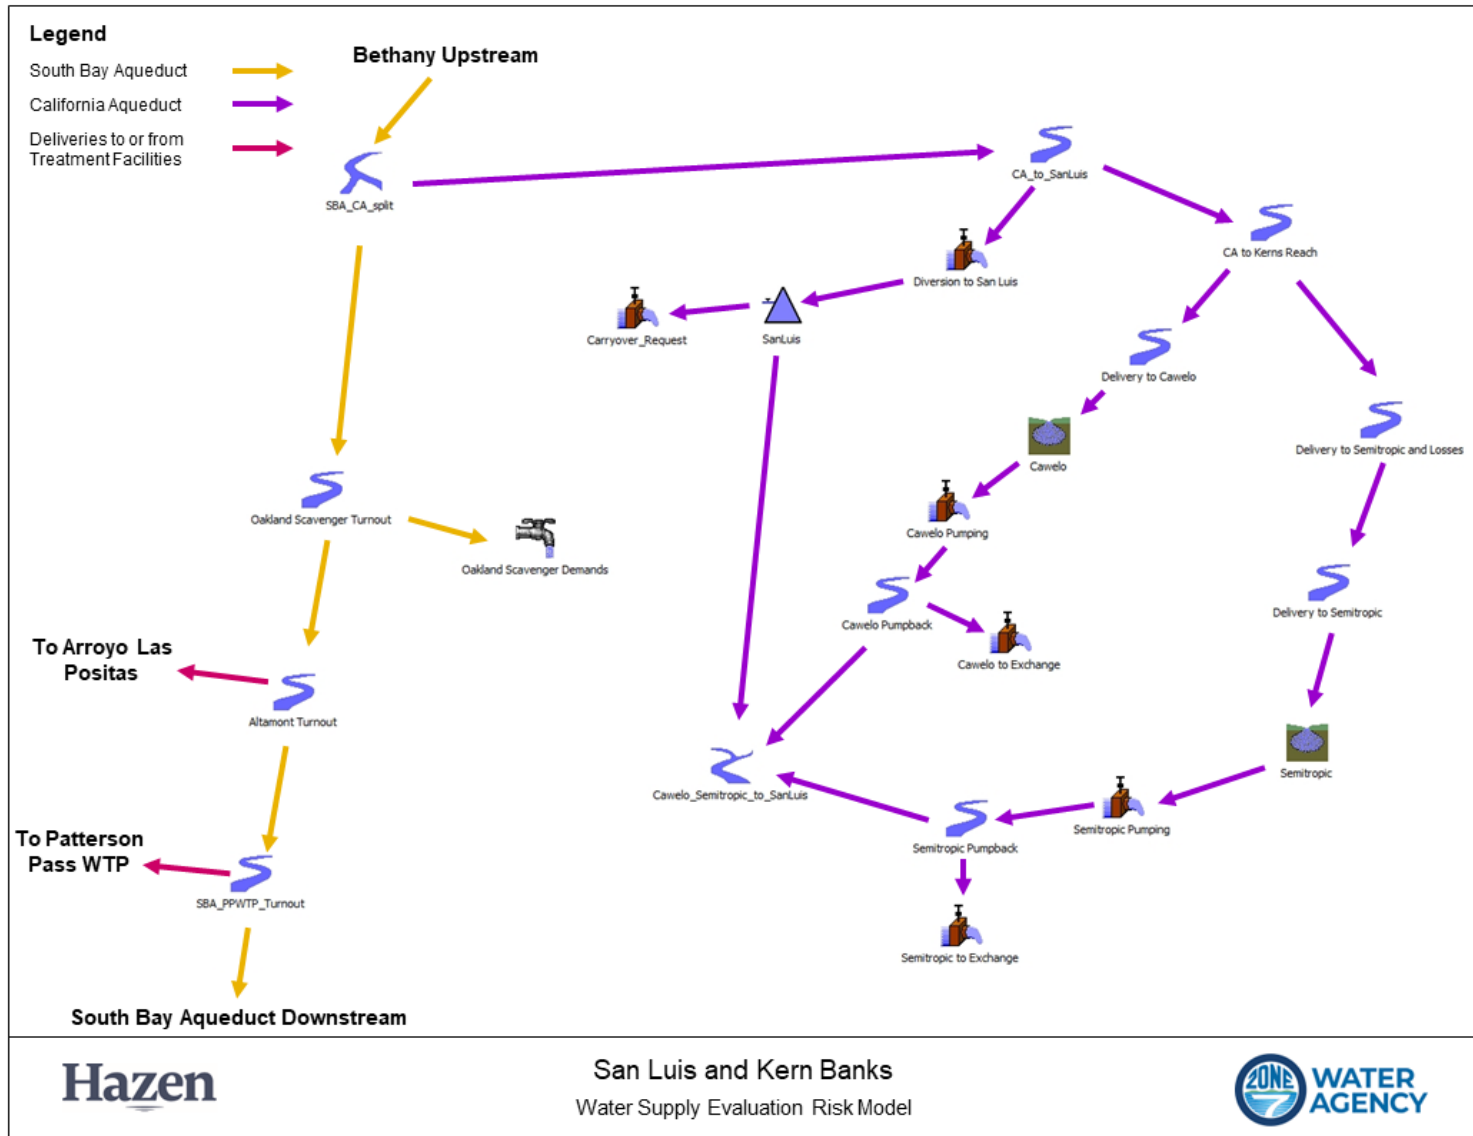 Legend
South Bay Aqueduct
California Aqueduct
Deliveries to or from
Treatment Facilities
Bethany Upstream
SBA_CA_split
CA_to_SanLuis
CA to Kerns Reach
Diversion to San Luis
Carryover_Request
SanLuis
Delivery to Cawelo
Delivery to Semitropic and Losses
Cawelo
Oakland Scavenger Turnout
Cawelo Pumping
Oakland Scavenger Demands
Delivery to Semitropic
Cawelo Pumpback
Cawelo to Exchange
To Arroyo Las
Positas
Altamont Turnout
Semitropic
Cawelo_Semitropic_to_SanLuis
Semitropic Pumping
To Patterson
Pass WTP
Semitropic Pumpback
SBA_PPWTP_Turnout
Semitropic to Exchange
South Bay Aqueduct Downstream
Hazen
San Luis and Kern Banks
Water Supply Evaluation Risk Model
ZONE
7
WATER
AGENCY